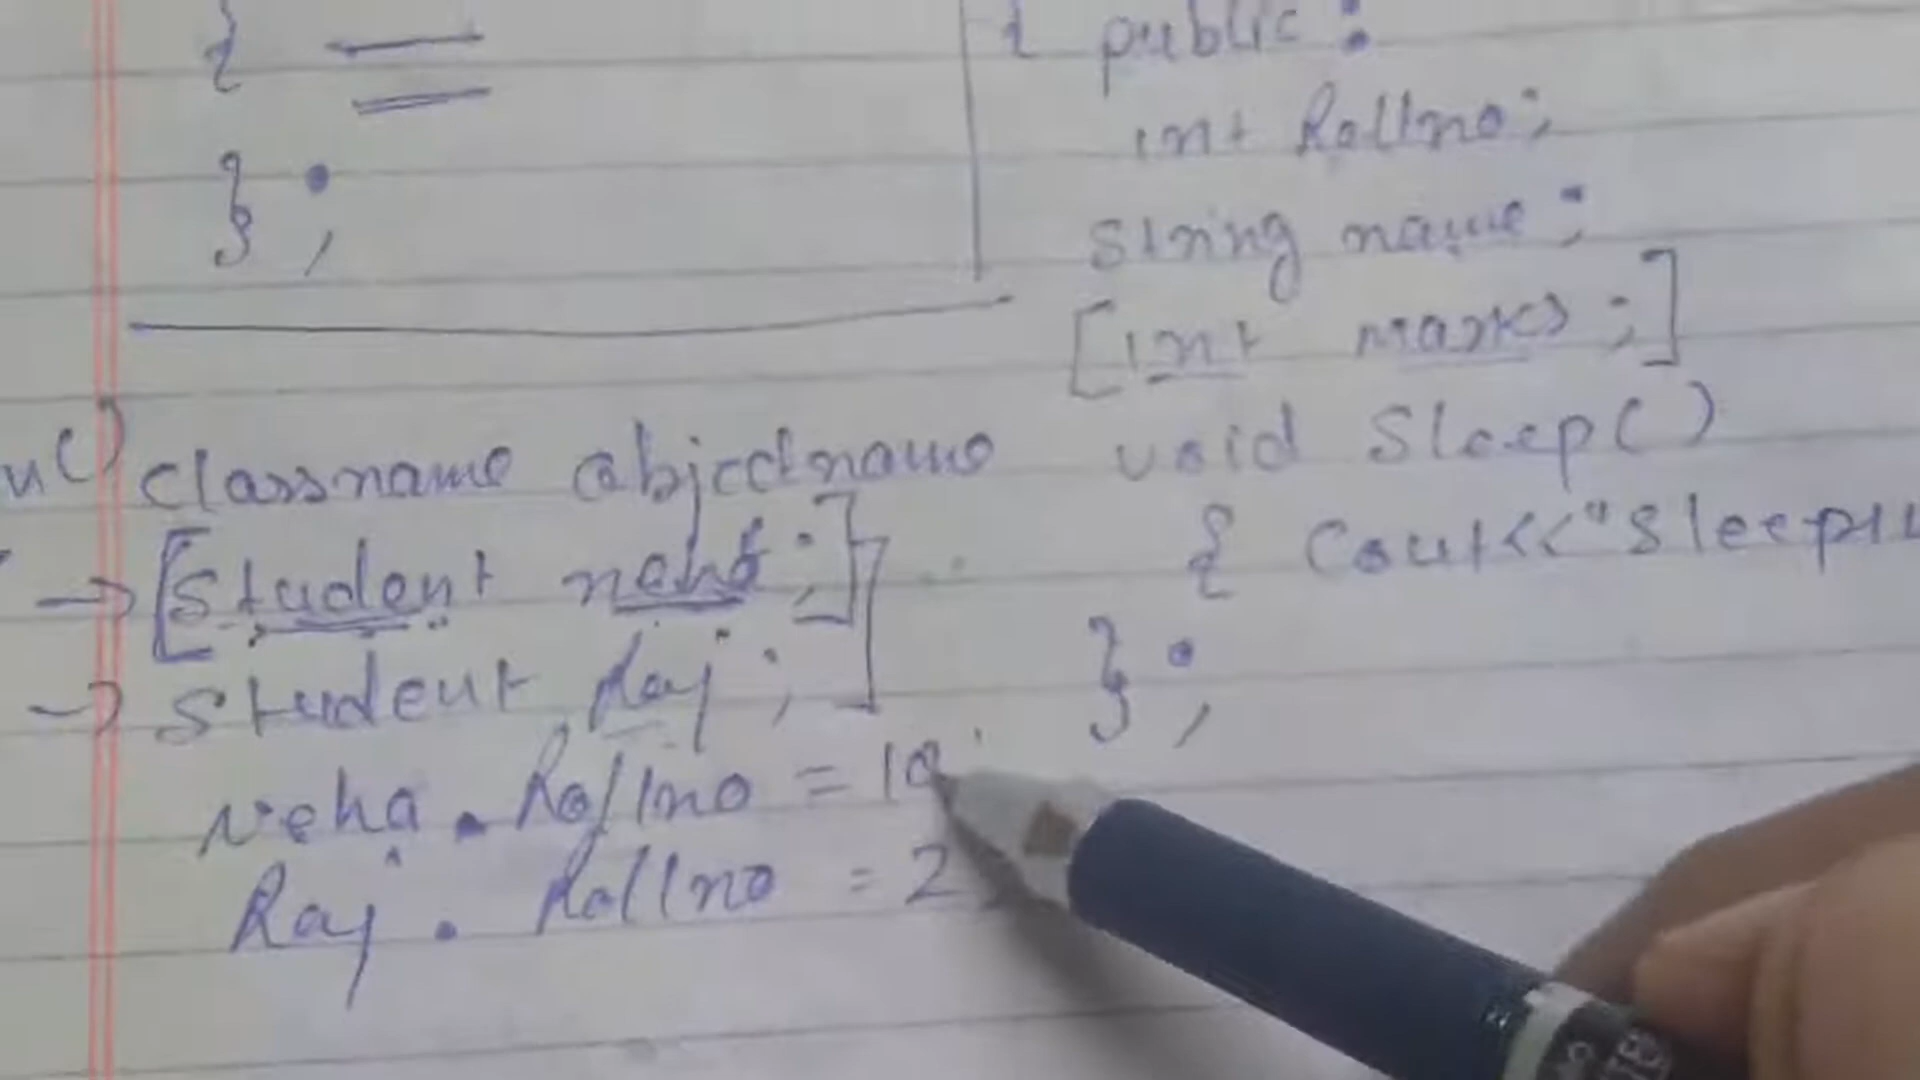 {
};
classname objectname
[Student neha;]
→ Student Raj;]
Neha.Rollno = 10
Raj.Rollno = 2
{ public:
int Rollno;
string name;
[int marks;]
void Sleep()
{ Cout<<"Sleep
};